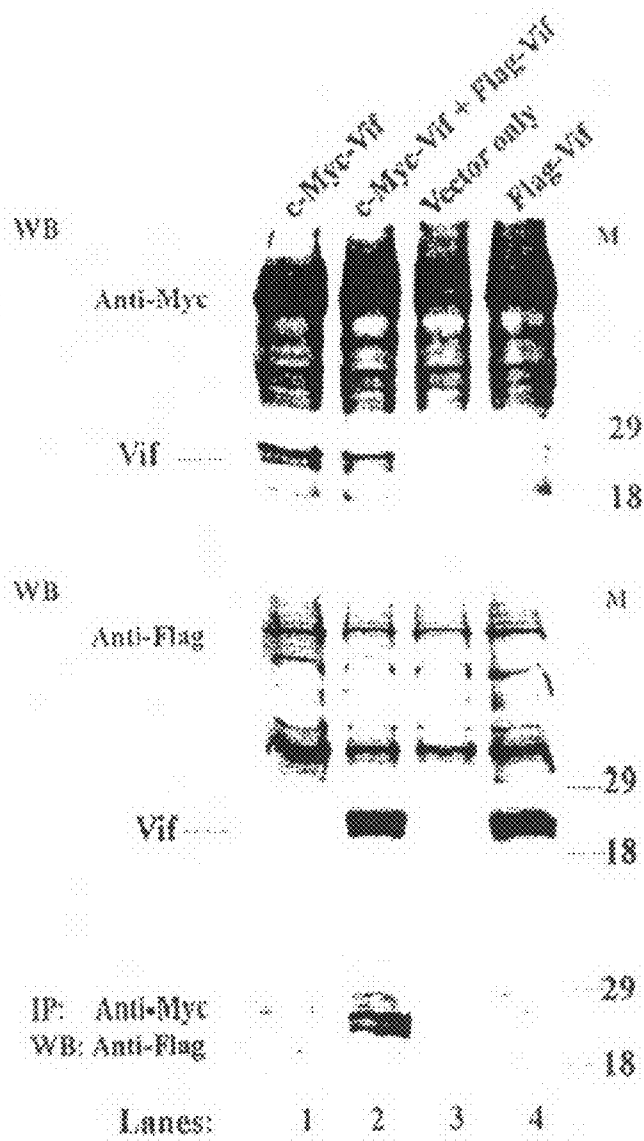 c-Myc-Vif
c-Myc-Vif + Flag-Vif
Vector only
Flag-Vif
WB
M
Anti-Myc
29
Vif
18
WB
M
Anti-Flag
29
Vif
18
29
IP: Anti-Myc
WB: Anti-Flag
18
Lanes: 1 2 3 4